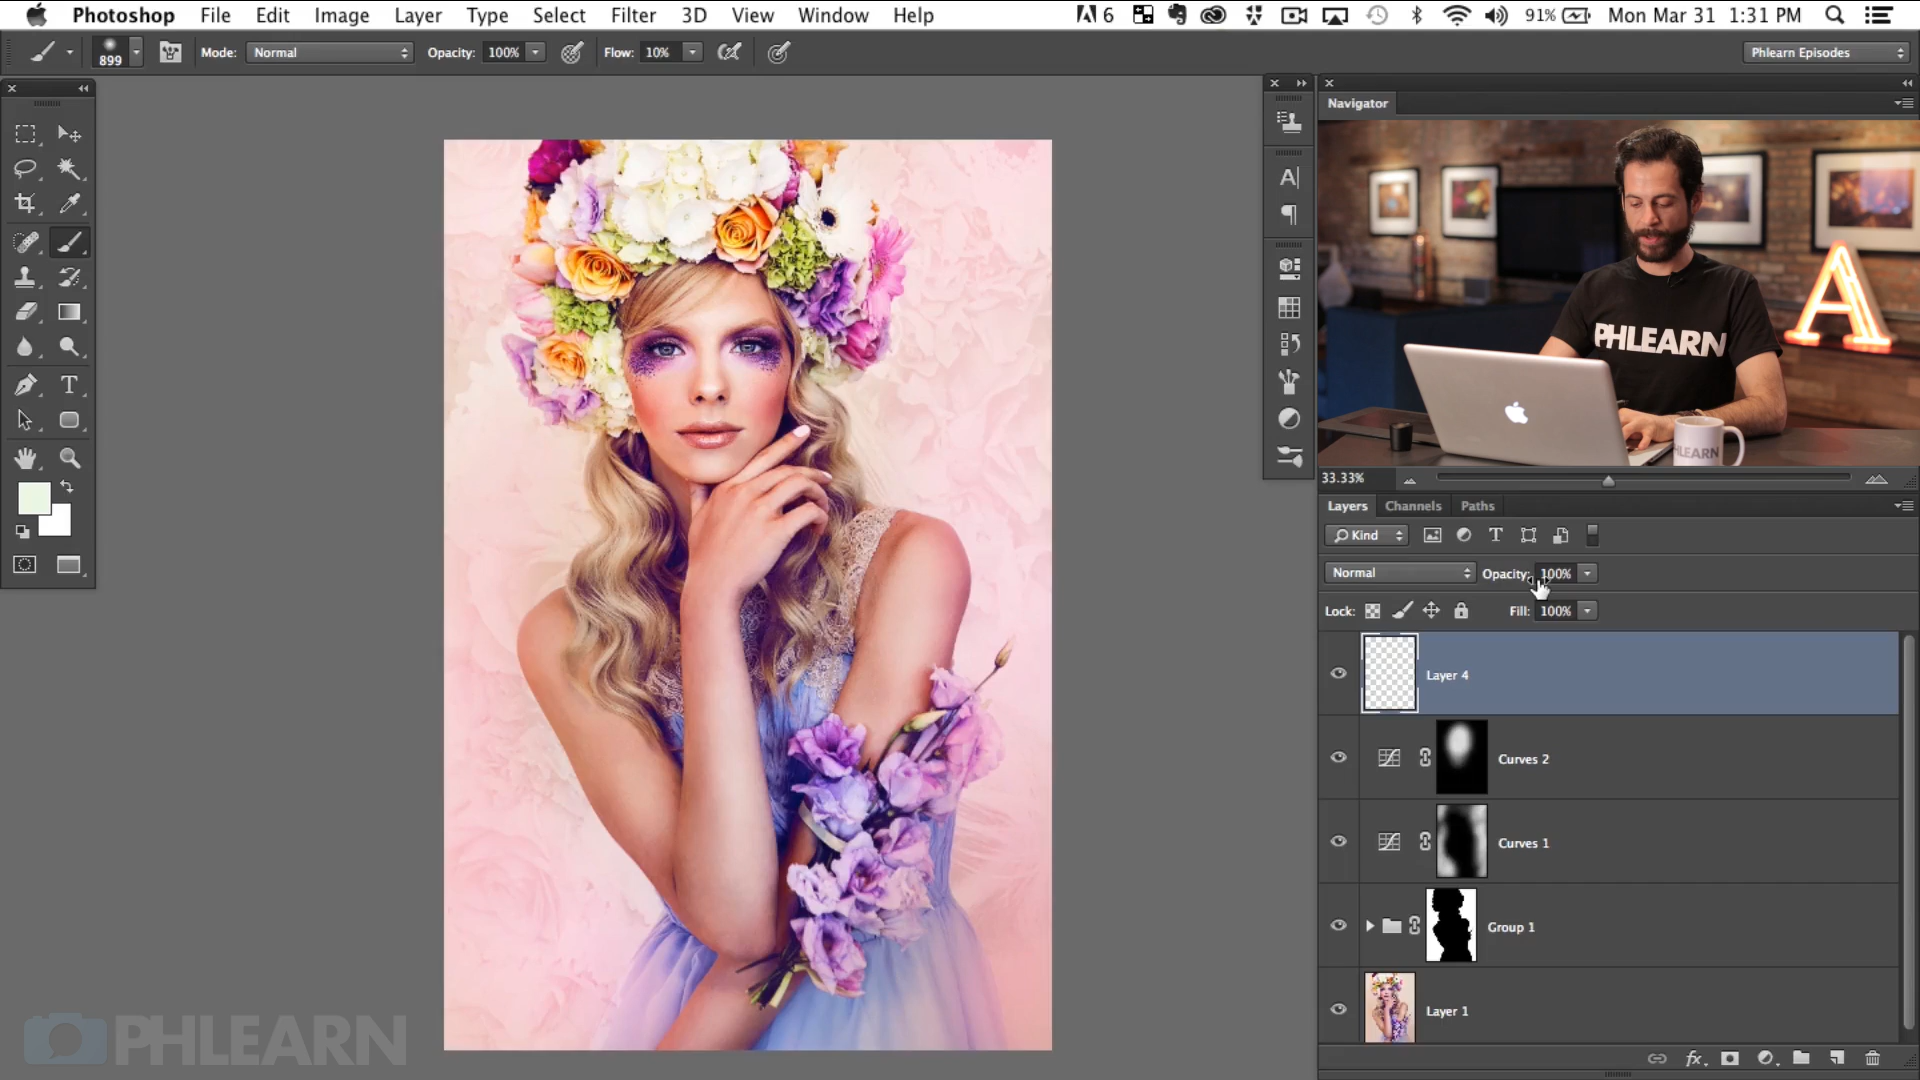 Photoshop File Edit Image Layer Type Select Filter 3D View Window Help 6 91% Mon Mar 31 1:31 PM
899 Mode: Normal Opacity: 100% Flow: 10% Phlearn Episodes
Navigator
A
PHLEARN
PHLEARN
33.33%
Layers Channels Paths
Kind
Normal Opacity: 100%
Lock: Fill: 100%
Layer 4
Curves 2
Curves 1
Group 1
Layer 1
PHLEARN